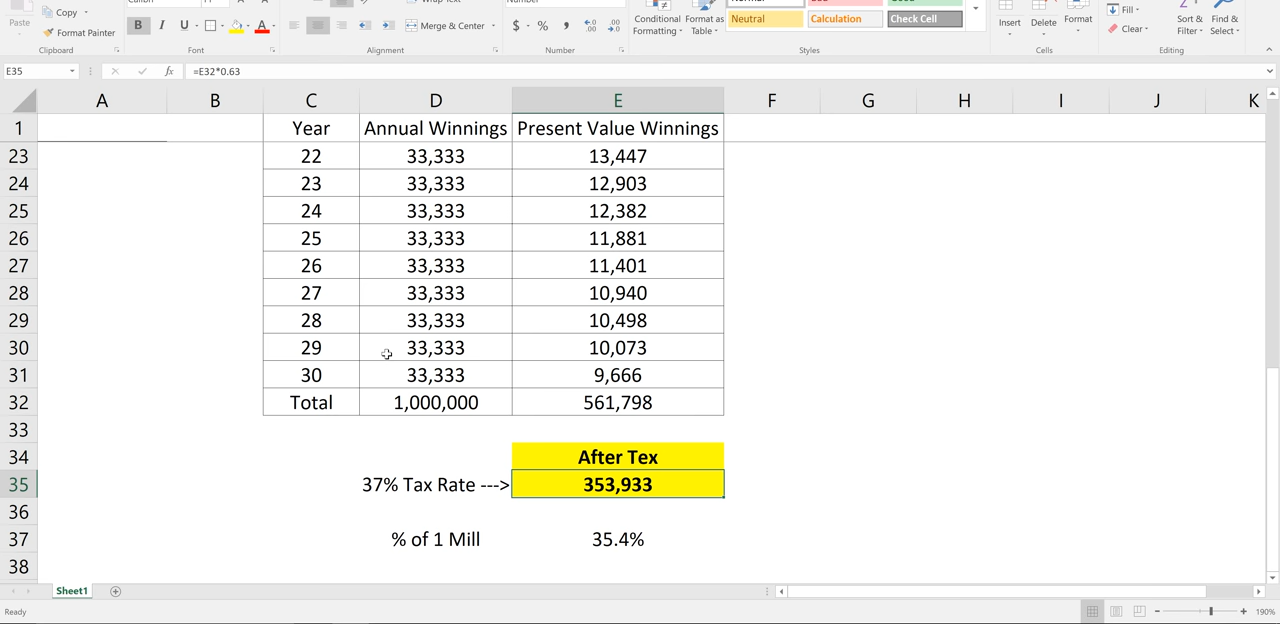 Paste
Copy
Format Painter
Clipboard
B I U A
Font
Merge & Center
Alignment
$ %
Number
Conditional Formatting
Format as Table
Neutral
Calculation
Check Cell
Styles
Insert
Delete
Format
Cells
Fill
Clear
Sort & Filter
Find & Select
Editing
E35
fx
=E32*0.63
A B C D E F G H I J K
1 Year Annual Winnings Present Value Winnings
23 22 33,333 13,447
24 23 33,333 12,903
25 24 33,333 12,382
26 25 33,333 11,881
27 26 33,333 11,401
28 27 33,333 10,940
29 28 33,333 10,498
30 29 33,333 10,073
31 30 33,333 9,666
32 Total 1,000,000 561,798
33
34 After Tex
35 37% Tax Rate ---> 353,933
36
37 % of 1 Mill 35.4%
38
Sheet1
Ready
190%